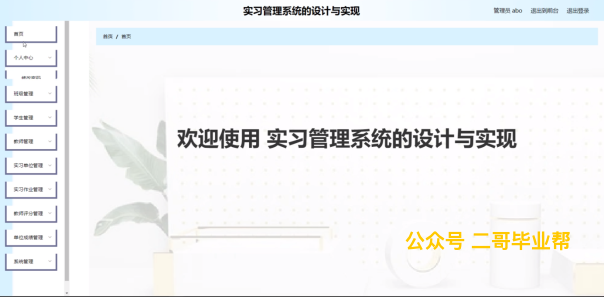 实习管理系统的设计与实现
管理员 abo 退出到前台 退出登录
首页
首页 / 首页
个人中心
班级管理
学生管理
教师管理
实习单位管理
实习作业管理
教师评分管理
单位成绩管理
系统管理
欢迎使用 实习管理系统的设计与实现
公众号 二哥毕业帮